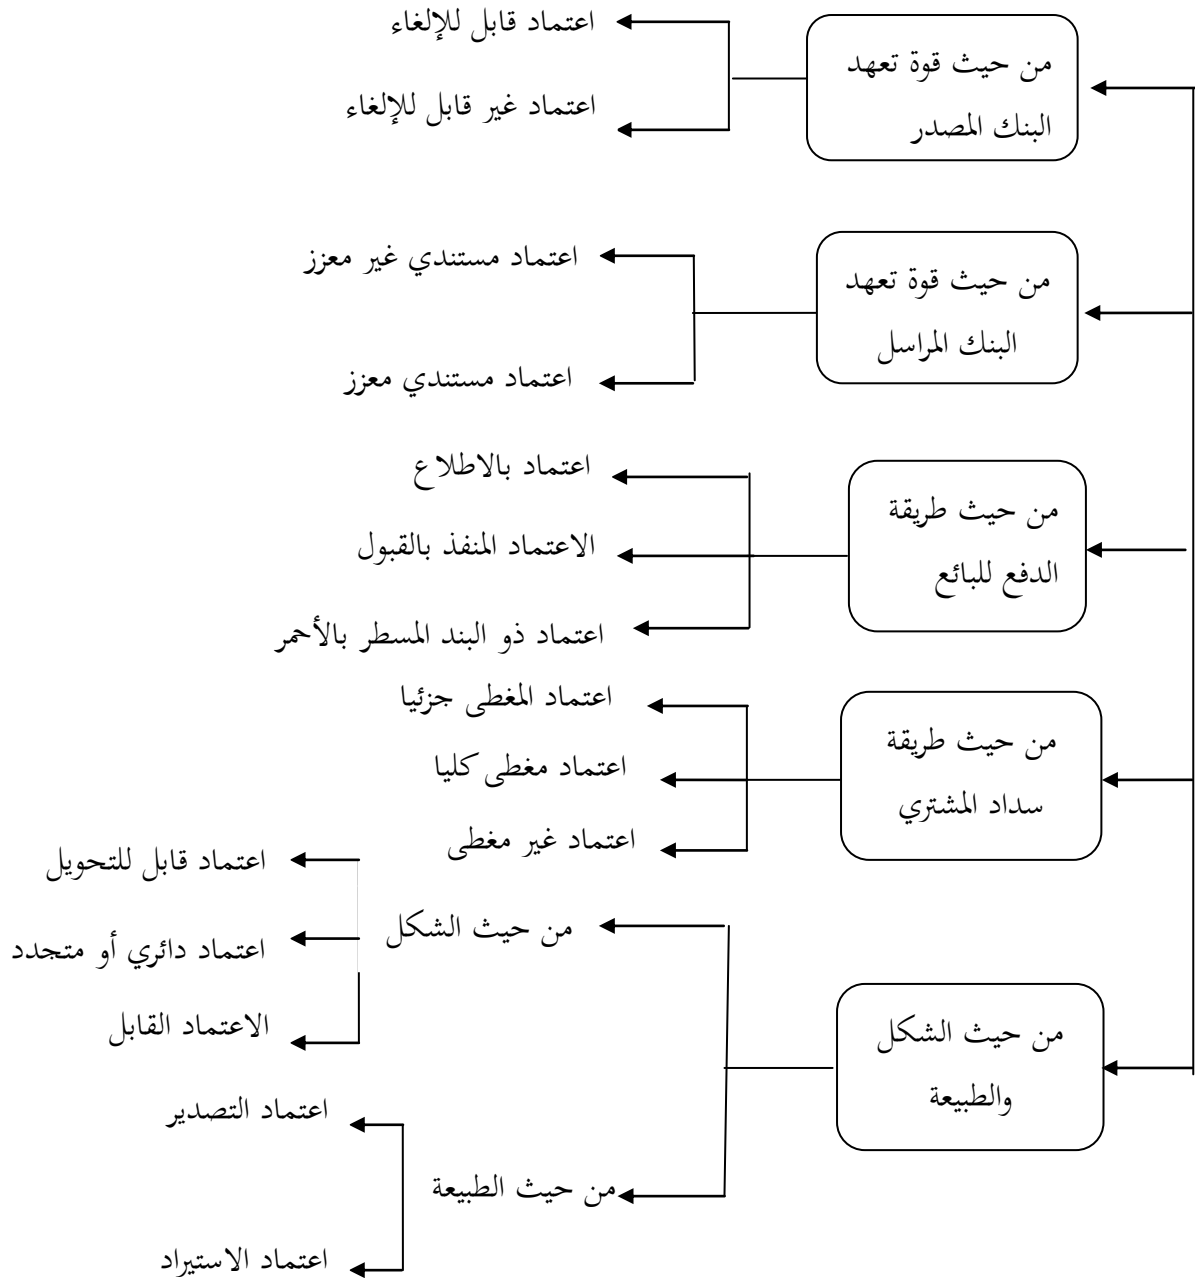 من حيث قوة تعهد
البنك المصدر
اعتماد قابل للإلغاء
اعتماد غير قابل للإلغاء
من حيث قوة تعهد
البنك المراسل
اعتماد مستندي غير معزز
اعتماد مستندي معزز
من حيث طريقة
الدفع للبائع
اعتماد بالاطلاع
الاعتماد المنفذ بالقبول
اعتماد ذو البند المسطر بالأحمر
من حيث طريقة
سداد المشتري
اعتماد المغطى جزئيا
اعتماد مغطى كليا
اعتماد غير مغطى
من حيث الشكل
والطبيعة
من حيث الشكل
اعتماد قابل للتحويل
اعتماد دائري أو متجدد
الاعتماد القابل
من حيث الطبيعة
اعتماد التصدير
اعتماد الاستيراد